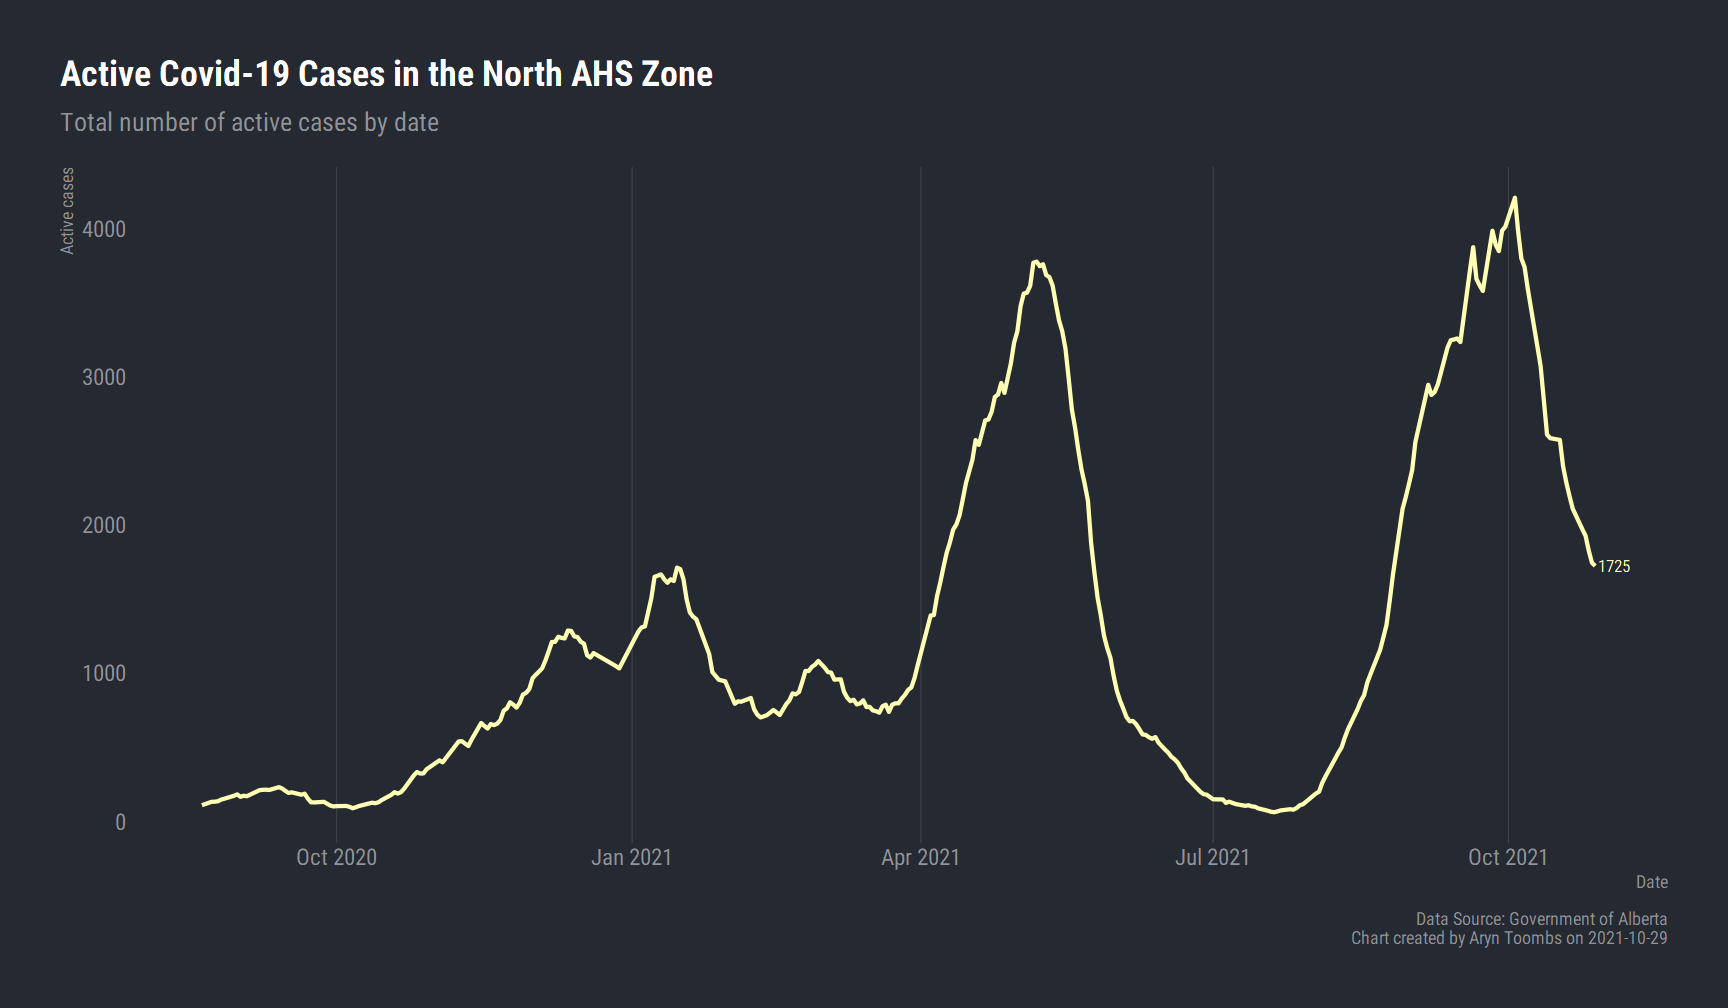 Active Covid-19 Cases in the North AHS Zone
Total number of active cases by date
Active cases
4000
3000
2000
1000
0
1725
Oct 2020
Jan 2021
Apr 2021
Jul 2021
Oct 2021
Date
Data Source: Government of Alberta
Chart created by Aryn Toombs on 2021-10-29